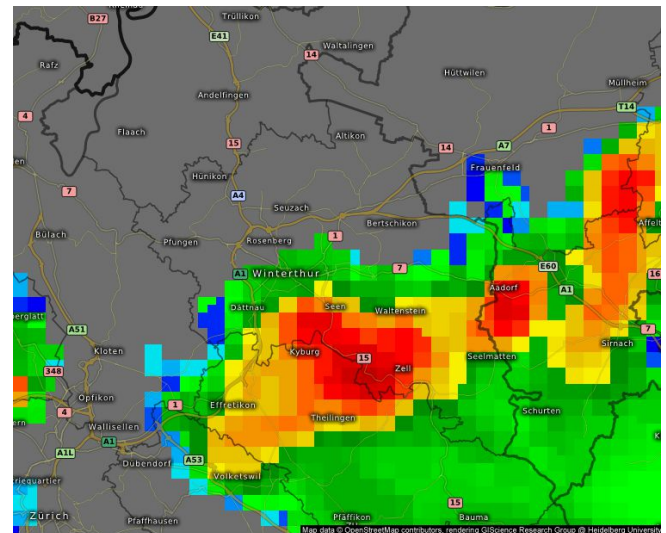 B27
E41
Trüllikon
Waltalingen
14
Rafz
Hüttwilen
Müllheim
Andelfingen
T14
4
Flaach
Altikon
1
15
14
A7
Hünikon
Frauenfeld
7
A4
Seuzach
Bertschikon
Bülach
Pfungen
Rosenberg
1
E60
A1
Winterthur
7
16
Aadorf
A1
Dättnau
Seen
Waltenstein
A51
7
Kloten
Kyburg
15
Seelmatten
Sirnach
348
Zell
Opfikon
4
1
Effretikon
Theilingen
Schurten
Wallisellen
A1
A1L
A53
Dübendorf
Volketswil
15
Zürich
Pfaffhausen
Pfäffikon
Bauma
Map data © OpenStreetMap contributors, rendering GIScience Research Group @ Heidelberg University